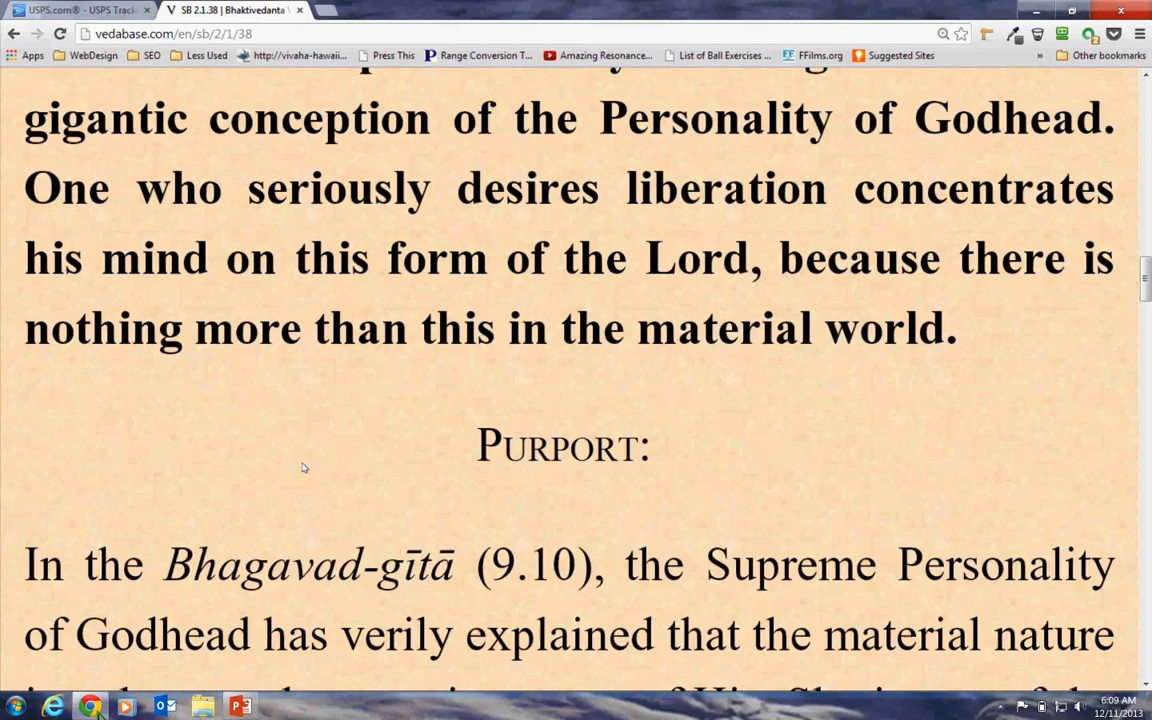 USPS.com® - USPS Track
SB 2.1.38 | Bhaktivedanta
vedabase.com/en/sb/2/1/38
Apps WebDesign SEO Less Used http://vivaha-hawaii... Press This Range Conversion T... Amazing Resonance... List of Ball Exercises ... FFilms.org Suggested Sites » Other bookmarks
gigantic conception of the Personality of Godhead.
One who seriously desires liberation concentrates
his mind on this form of the Lord, because there is
nothing more than this in the material world.
PURPORT:
In the Bhagavad-gītā (9.10), the Supreme Personality
of Godhead has verily explained that the material nature
6:09 AM
12/11/2013